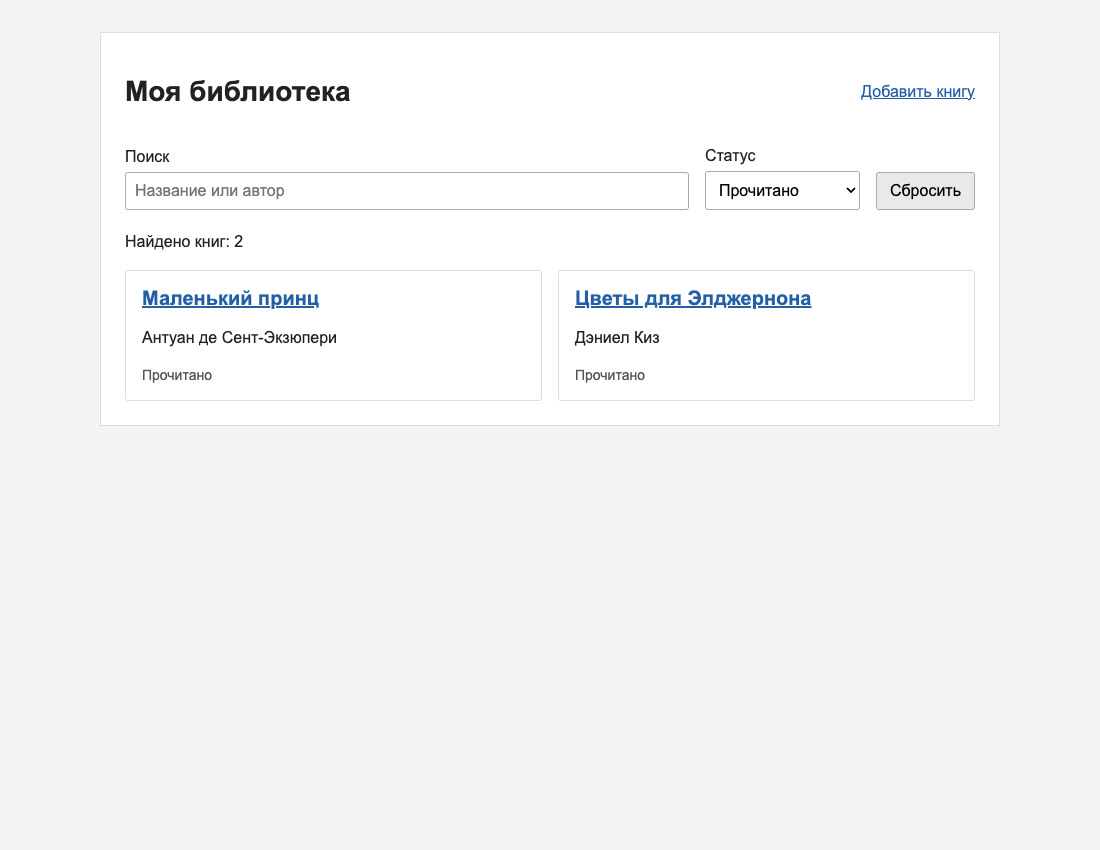 Моя библиотека
Добавить книгу
Поиск
Название или автор
Статус
Прочитано
Сбросить
Найдено книг: 2
Маленький принц
Антуан де Сент-Экзюпери
Прочитано
Цветы для Элджернона
Дэниел Киз
Прочитано